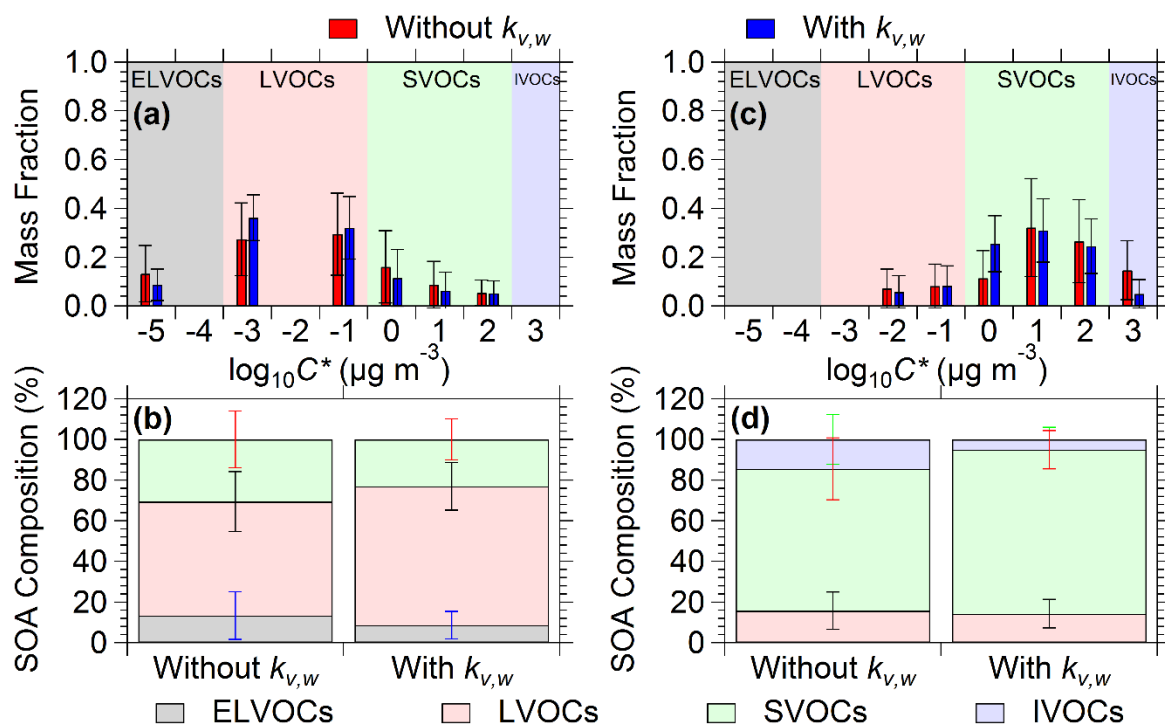 Without k_v,w
With k_v,w
1.0
0.8
0.6
0.4
0.2
0.0
Mass Fraction
ELVOCs LVOCs SVOCs IVOCs
(a)
-5 -4 -3 -2 -1 0 1 2 3
log10C* (µg m-3)
1.0
0.8
0.6
0.4
0.2
0.0
Mass Fraction
ELVOCs LVOCs SVOCs IVOCs
(c)
-5 -4 -3 -2 -1 0 1 2 3
log10C* (µg m-3)
120
100
80
60
40
20
0
SOA Composition (%)
(b)
Without k_v,w With k_v,w
120
100
80
60
40
20
0
SOA Composition (%)
(d)
Without k_v,w With k_v,w
ELVOCs LVOCs SVOCs IVOCs